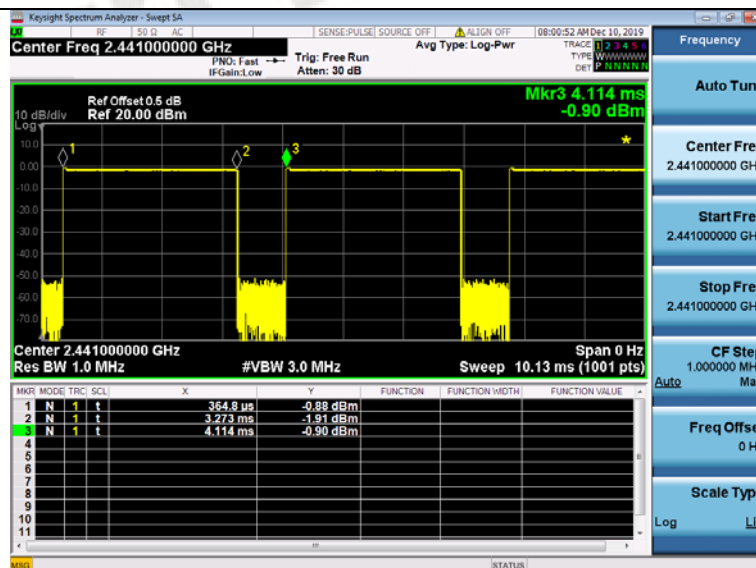 Keysight Spectrum Analyzer - Swept SA
RF 50 Ω AC SENSE:PULSE SOURCE OFF ALIGN OFF 08:00:52 AM Dec 10, 2019
Center Freq 2.441000000 GHz
PNO: Fast
IFGain:Low
Trig: Free Run
Atten: 30 dB
Avg Type: Log-Pwr
TRACE 1 2 3 4 5 6
TYPE WWWWWW
DET P N N N N N
Ref Offset 0.5 dB
10 dB/div Ref 20.00 dBm
Log
Mkr3 4.114 ms
-0.90 dBm
10.0
0.00
-10.0
-20.0
-30.0
-40.0
-50.0
-60.0
-70.0
1
2
3
Center 2.441000000 GHz Span 0 Hz
Res BW 1.0 MHz #VBW 3.0 MHz Sweep 10.13 ms (1001 pts)
MKR MODE TRC SCL X Y FUNCTION FUNCTION WIDTH FUNCTION VALUE
1 N 1 t 364.8 µs -0.88 dBm
2 N 1 t 3.273 ms -1.91 dBm
3 N 1 t 4.114 ms -0.90 dBm
4
5
6
7
8
9
10
11
MSG STATUS
Frequency
Auto Tun
Center Fre
2.441000000 GH
Start Fre
2.441000000 GH
Stop Fre
2.441000000 GH
CF Ste
1.000000 MH
Auto Ma
Freq Offse
0 H
Scale Typ
Log Li